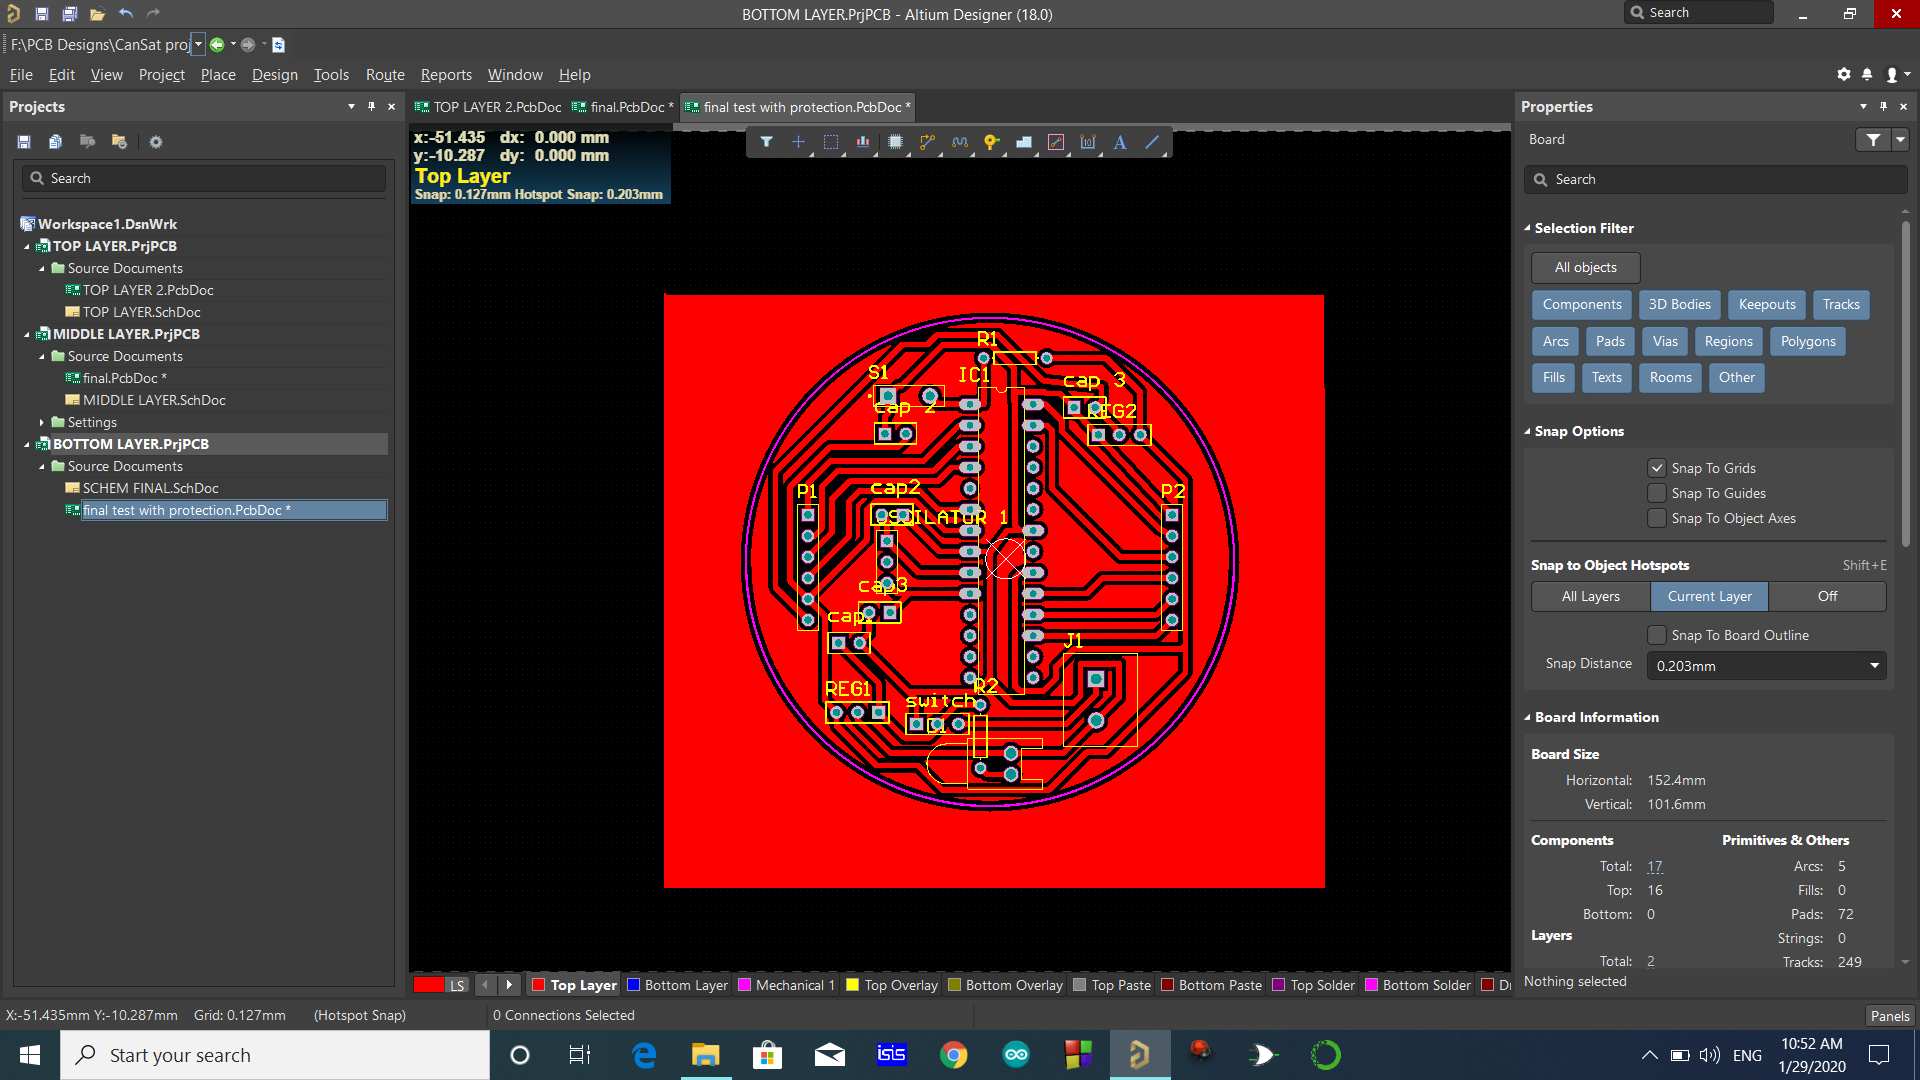 BOTTOM LAYER.PrjPCB - Altium Designer (18.0)
Search
F:\PCB Designs\CanSat proj
File Edit View Project Place Design Tools Route Reports Window Help
Projects
Search
Workspace1.DsnWrk
TOP LAYER.PrjPCB
Source Documents
TOP LAYER 2.PcbDoc
TOP LAYER.SchDoc
MIDDLE LAYER.PrjPCB
Source Documents
final.PcbDoc *
MIDDLE LAYER.SchDoc
Settings
BOTTOM LAYER.PrjPCB
Source Documents
SCHEM FINAL.SchDoc
final test with protection.PcbDoc *
TOP LAYER 2.PcbDoc final.PcbDoc * final test with protection.PcbDoc *
x:-51.435 dx: 0.000 mm
y:-10.287 dy: 0.000 mm
Top Layer
Snap: 0.127mm Hotspot Snap: 0.203mm
R1
S1
IC1
cap 3
cap 2
REG2
P1
cap2
P2
OSCILATOR 1
cap3
cap
J1
REG1
R2
switch
Properties
Board
Search
Selection Filter
All objects
Components 3D Bodies Keepouts Tracks
Arcs Pads Vias Regions Polygons
Fills Texts Rooms Other
Snap Options
Snap To Grids
Snap To Guides
Snap To Object Axes
Snap to Object Hotspots Shift+E
All Layers Current Layer Off
Snap To Board Outline
Snap Distance 0.203mm
Board Information
Board Size
Horizontal: 152.4mm
Vertical: 101.6mm
Components Primitives & Others
Total: 17 Arcs: 5
Top: 16 Fills: 0
Bottom: 0 Pads: 72
Layers Strings: 0
Total: 2 Tracks: 249
Nothing selected
LS Top Layer Bottom Layer Mechanical 1 Top Overlay Bottom Overlay Top Paste Bottom Paste Top Solder Bottom Solder
X:-51.435mm Y:-10.287mm Grid: 0.127mm (Hotspot Snap) 0 Connections Selected
Panels
Start your search
isis
ENG
10:52 AM
1/29/2020